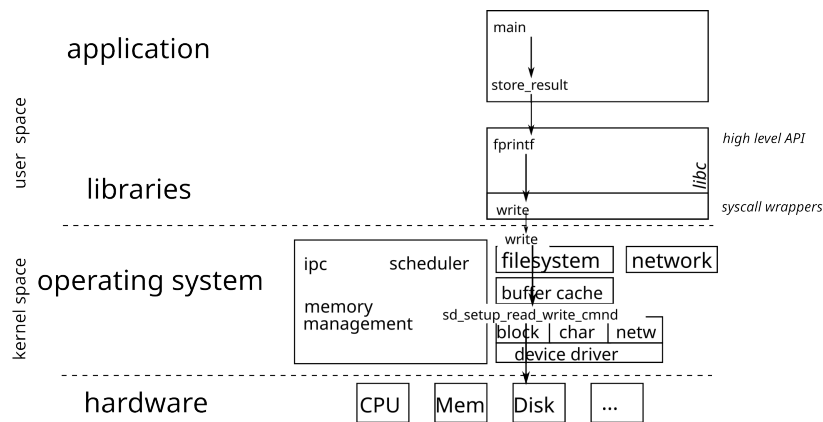 main
application
store_result
user space
fprintf
high level API
libc
libraries
write
syscall wrappers
write
kernel space
operating system
ipc
scheduler
filesystem
network
memory
management
buffer cache
sd_setup_read_write_cmnd
block
char
netw
device driver
hardware
CPU
Mem
Disk
...